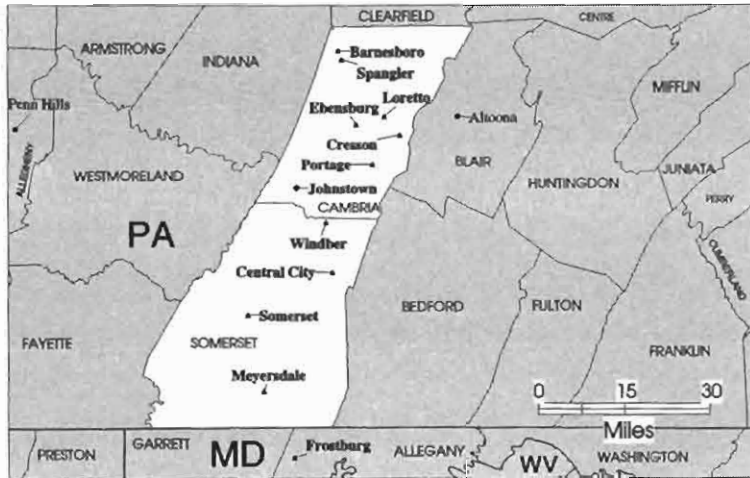 CLEARFIELD
CENTRE
ARMSTRONG
INDIANA
Barnesboro
Spangler
MIFFLIN
Penn Hills
Ebensburg
Loretto
Altoona
Cresson
ALLEGHENY
WESTMORELAND
Portage
BLAIR
JUNIATA
HUNTINGDON
Johnstown
PERRY
CAMBRIA
PA
Windber
CUMBERLAND
Central City
BEDFORD
FULTON
Somerset
FAYETTE
SOMERSET
FRANKLIN
Meyersdale
0 15 30
Miles
GARRETT
PRESTON
MD
Frostburg
ALLEGANY
WV
WASHINGTON